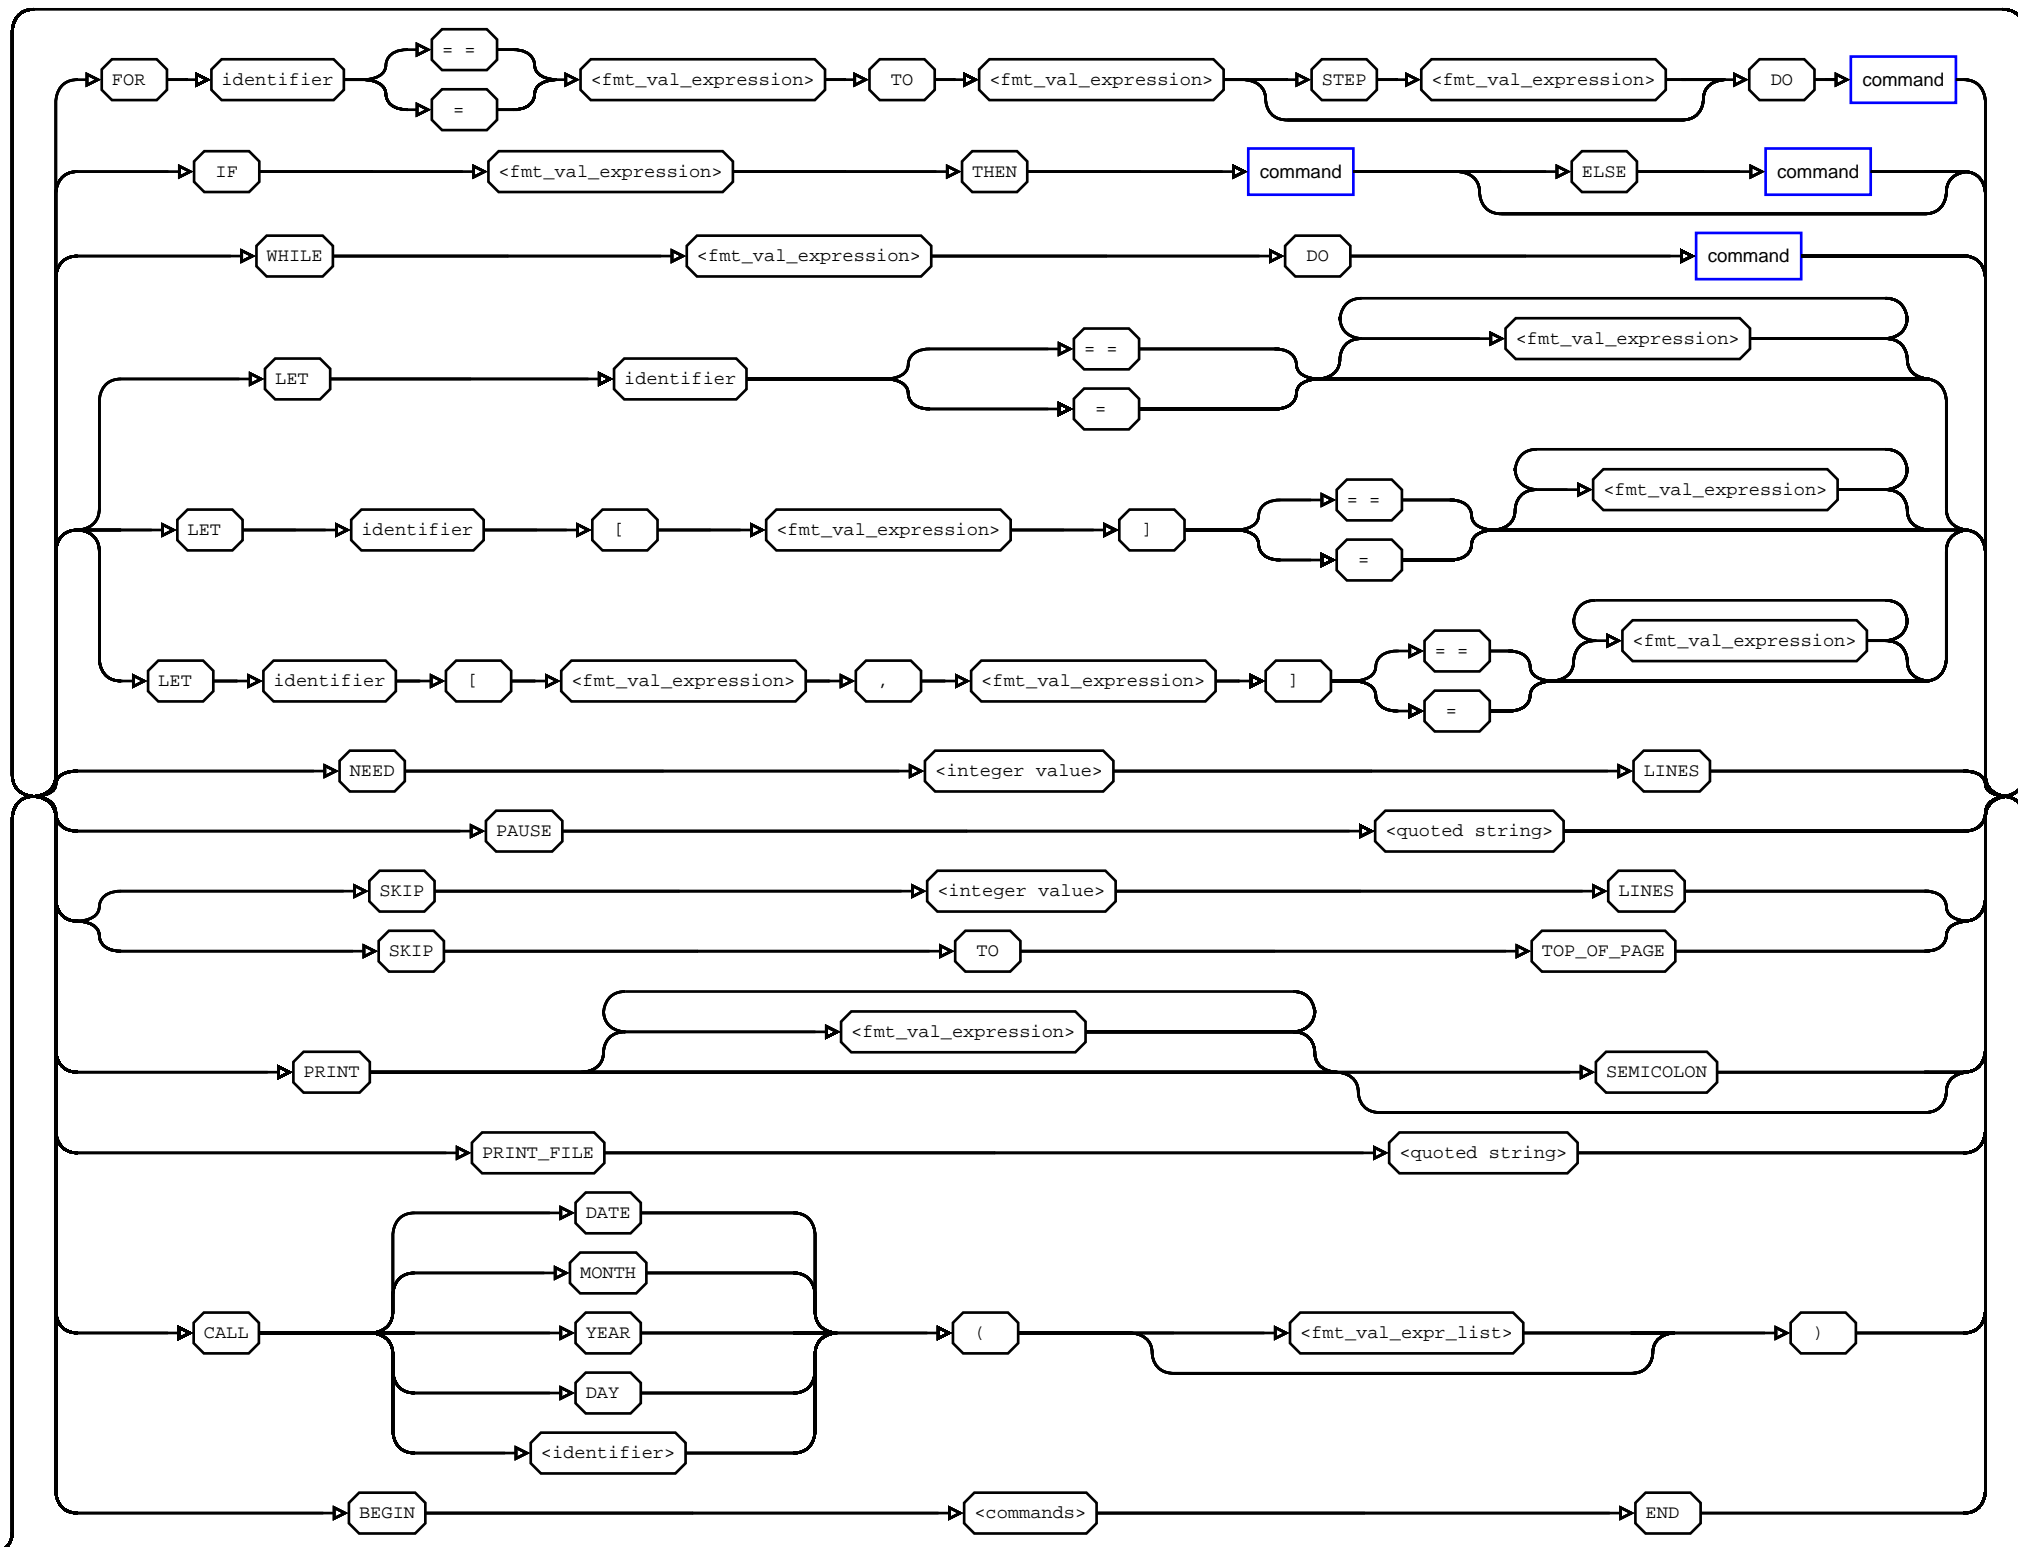 = =
FOR identifier <fmt_val_expression> TO <fmt_val_expression> STEP <fmt_val_expression> DO command
=
IF <fmt_val_expression> THEN command ELSE command
WHILE <fmt_val_expression> DO command
<fmt_val_expression>
= =
LET identifier
=
<fmt_val_expression>
= =
LET identifier [ <fmt_val_expression> ]
=
<fmt_val_expression>
= =
LET identifier [ <fmt_val_expression> , <fmt_val_expression> ]
=
NEED <integer value> LINES
PAUSE <quoted string>
SKIP <integer value> LINES
SKIP TO TOP_OF_PAGE
<fmt_val_expression>
PRINT SEMICOLON
PRINT_FILE <quoted string>
DATE
MONTH
CALL YEAR ( <fmt_val_expr_list> )
DAY
<identifier>
BEGIN <commands> END